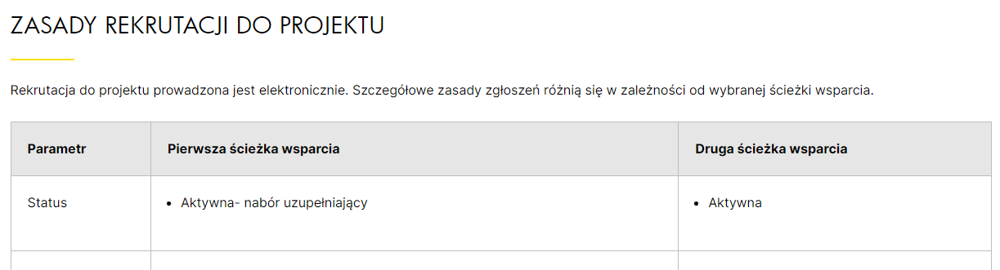 ZASADY REKRUTACJI DO PROJEKTU
Rekrutacja do projektu prowadzona jest elektronicznie. Szczegółowe zasady zgłoszeń różnią się w zależności od wybranej ścieżki wsparcia.
Parametr Pierwsza ścieżka wsparcia Druga ścieżka wsparcia
Status • Aktywna- nabór uzupełniający • Aktywna